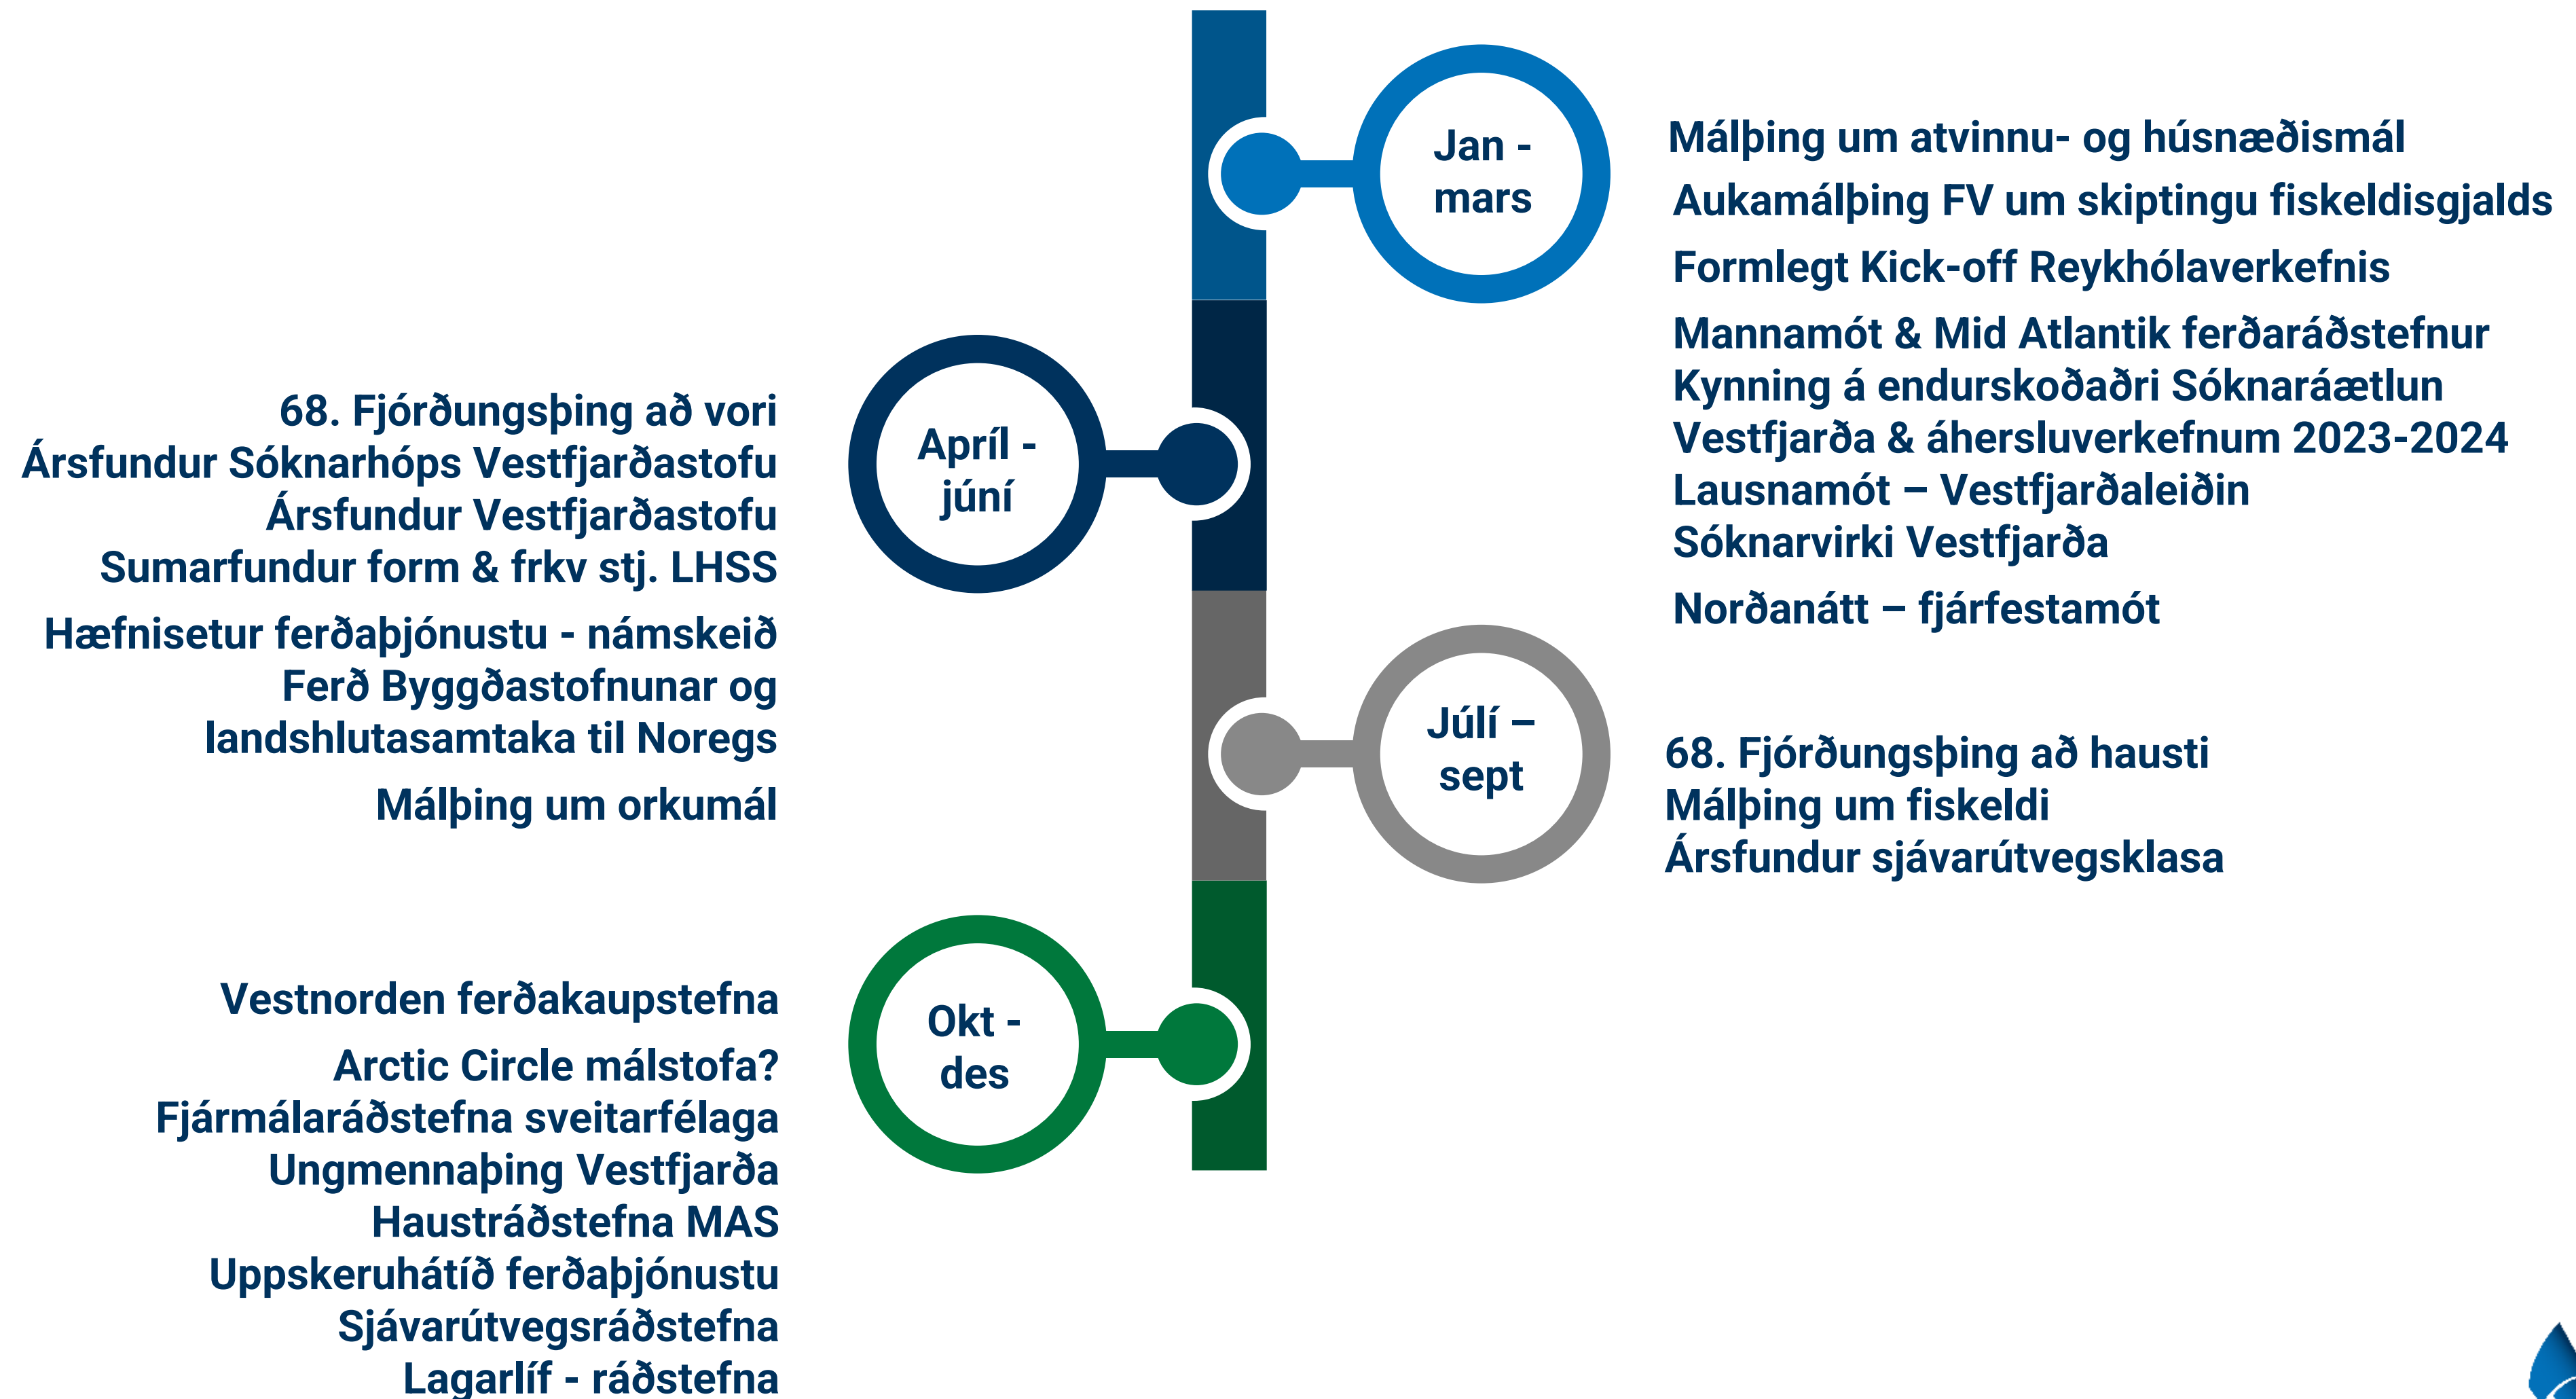 Jan -
mars
Málþing um atvinnu- og húsnæðismál
Aukamálþing FV um skiptingu fiskeldisgjalds
Formlegt Kick-off Reykhólaverkefnis
Mannamót & Mid Atlantik ferðaráðstefnur
Kynning á endurskoðaðri Sóknaráætlun
Vestfjarða & áhersluverkefnum 2023-2024
Lausnamót – Vestfjarðaleiðin
Sóknarvirki Vestfjarða
Norðanátt – fjárfestamót
Apríl -
júní
68. Fjórðungsþing að vori
Ársfundur Sóknarhóps Vestfjarðastofu
Ársfundur Vestfjarðastofu
Sumarfundur form & frkv stj. LHSS
Hæfnisetur ferðaþjónustu - námskeið
Ferð Byggðastofnunar og
landshlutasamtaka til Noregs
Málþing um orkumál
Júlí –
sept
68. Fjórðungsþing að hausti
Málþing um fiskeldi
Ársfundur sjávarútvegsklasa
Okt -
des
Vestnorden ferðakaupstefna
Arctic Circle málstofa?
Fjármálaráðstefna sveitarfélaga
Ungmennaþing Vestfjarða
Haustráðstefna MAS
Uppskeruhátíð ferðaþjónustu
Sjávarútvegsráðstefna
Lagarlíf - ráðstefna